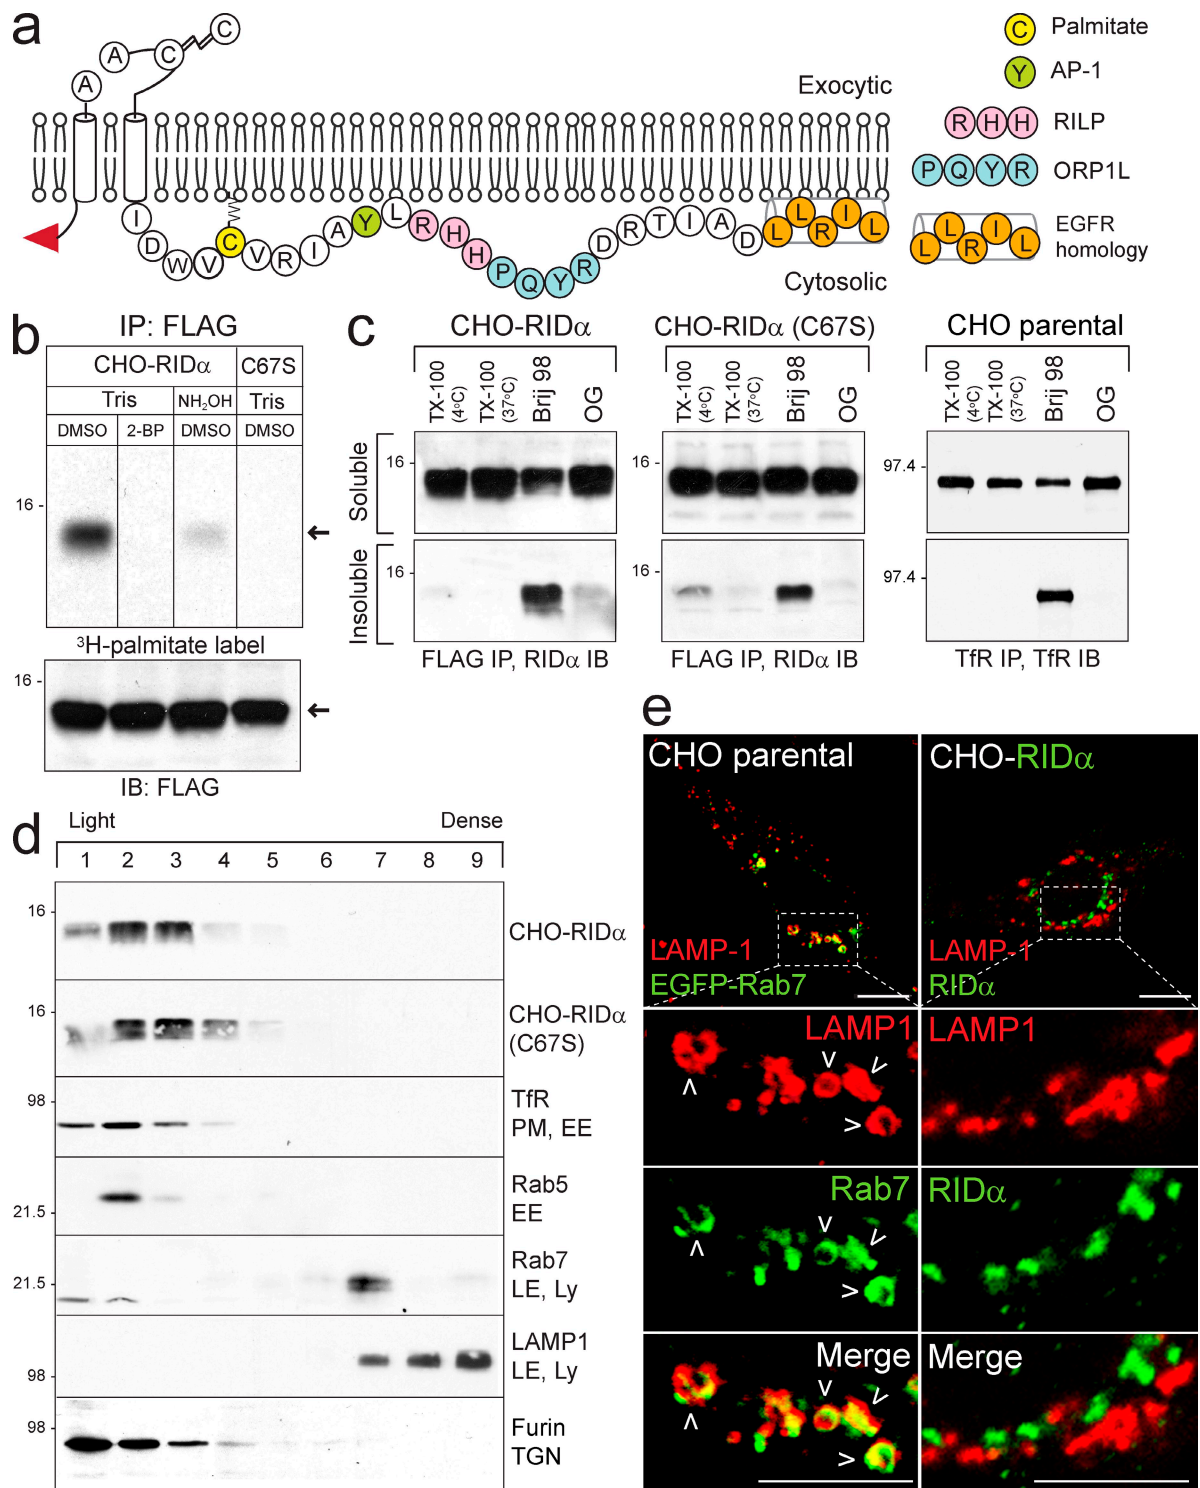 a
A A C C
Exocytic
C Palmitate
Y AP-1
R H H RILP
P Q Y R ORP1L
L L R I L L EGFR
homology
I D W V C V R I A Y L R H H P Q Y R D R T I A D L L R I L L
Cytosolic
b
IP: FLAG
CHO-RIDα C67S
Tris NH2OH Tris
DMSO 2-BP DMSO DMSO
16 -
3H-palmitate label
16 -
IB: FLAG
c
CHO-RIDα CHO-RIDα (C67S) CHO parental
TX-100 (4°C) TX-100 (37°C) Brij 98 OG
TX-100 (4°C) TX-100 (37°C) Brij 98 OG
TX-100 (4°C) TX-100 (37°C) Brij 98 OG
Soluble
16 - 16 - 97.4 -
Insoluble
16 - 16 - 97.4 -
FLAG IP, RIDα IB FLAG IP, RIDα IB TfR IP, TfR IB
d
Light Dense
1 2 3 4 5 6 7 8 9
16 - CHO-RIDα
16 - CHO-RIDα
(C67S)
98 - TfR
PM, EE
Rab5
21.5 - EE
Rab7
21.5 - LE, Ly
LAMP1
98 - LE, Ly
98 - Furin
TGN
e
CHO parental CHO-RIDα
LAMP-1 LAMP-1
EGFP-Rab7 RIDα
LAMP1 LAMP1
Rab7 RIDα
Merge Merge